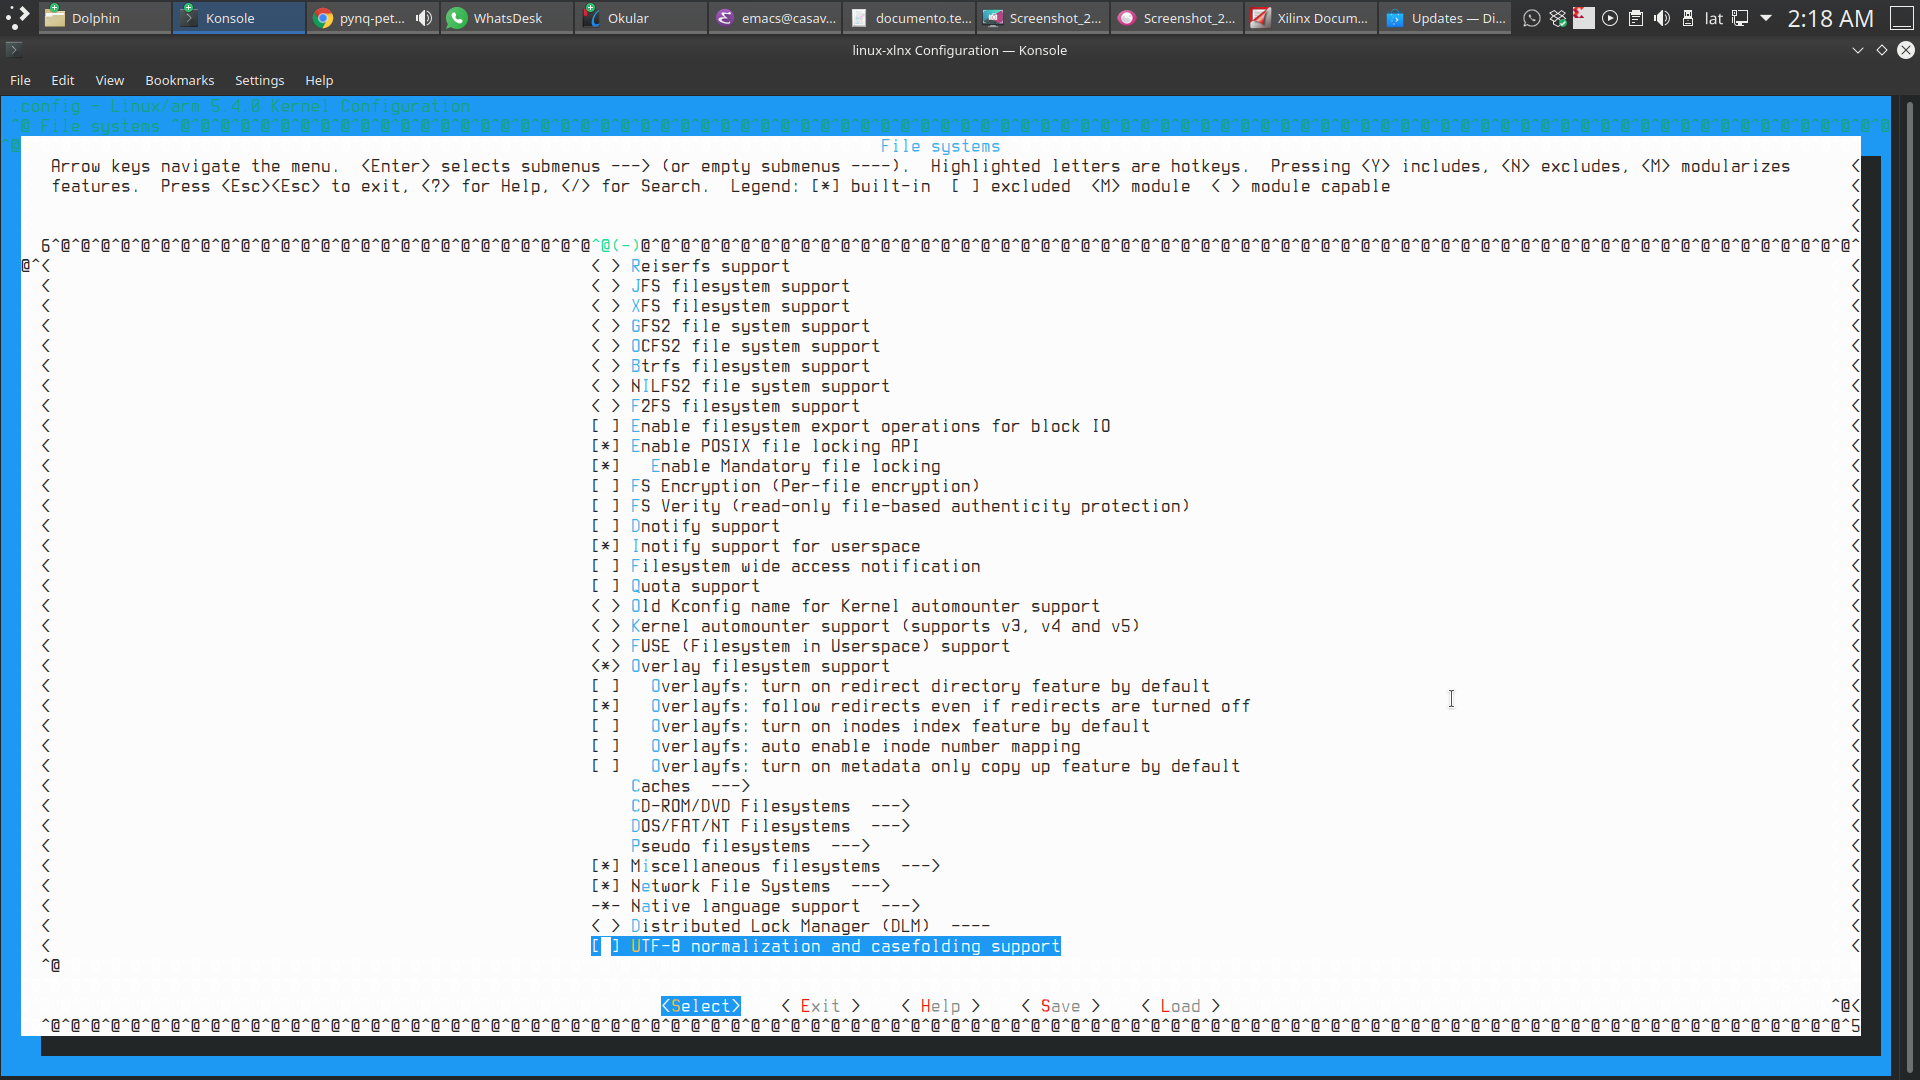 Dolphin
Konsole
pynq-pet...
WhatsDesk
Okular
emacs@casav...
documento.te...
Screenshot_2...
Screenshot_2...
Xilinx Docum...
Updates — Di...
lat
2:18 AM
linux-xlnx Configuration — Konsole
File Edit View Bookmarks Settings Help
.config - Linux/arm 5.4.0 Kernel Configuration
File systems
File systems
Arrow keys navigate the menu. <Enter> selects submenus ---> (or empty submenus ----). Highlighted letters are hotkeys. Pressing <Y> includes, <N> excludes, <M> modularizes
features. Press <Esc><Esc> to exit, <?> for Help, </> for Search. Legend: [*] built-in [ ] excluded <M> module < > module capable
^@(-)
< > Reiserfs support
< > JFS filesystem support
< > XFS filesystem support
< > GFS2 file system support
< > OCFS2 file system support
< > Btrfs filesystem support
< > NILFS2 file system support
< > F2FS filesystem support
[ ] Enable filesystem export operations for block IO
[*] Enable POSIX file locking API
[*]   Enable Mandatory file locking
[ ] FS Encryption (Per-file encryption)
[ ] FS Verity (read-only file-based authenticity protection)
[ ] Dnotify support
[*] Inotify support for userspace
[ ] Filesystem wide access notification
[ ] Quota support
< > Old Kconfig name for Kernel automounter support
< > Kernel automounter support (supports v3, v4 and v5)
< > FUSE (Filesystem in Userspace) support
<*> Overlay filesystem support
[ ]   Overlayfs: turn on redirect directory feature by default
[*]   Overlayfs: follow redirects even if redirects are turned off
[ ]   Overlayfs: turn on inodes index feature by default
[ ]   Overlayfs: auto enable inode number mapping
[ ]   Overlayfs: turn on metadata only copy up feature by default
Caches  --->
CD-ROM/DVD Filesystems  --->
DOS/FAT/NT Filesystems  --->
Pseudo filesystems  --->
[*] Miscellaneous filesystems  --->
[*] Network File Systems  --->
-*- Native language support  --->
< > Distributed Lock Manager (DLM)  ----
[ ] UTF-8 normalization and casefolding support
<Select> < Exit > < Help > < Save > < Load >